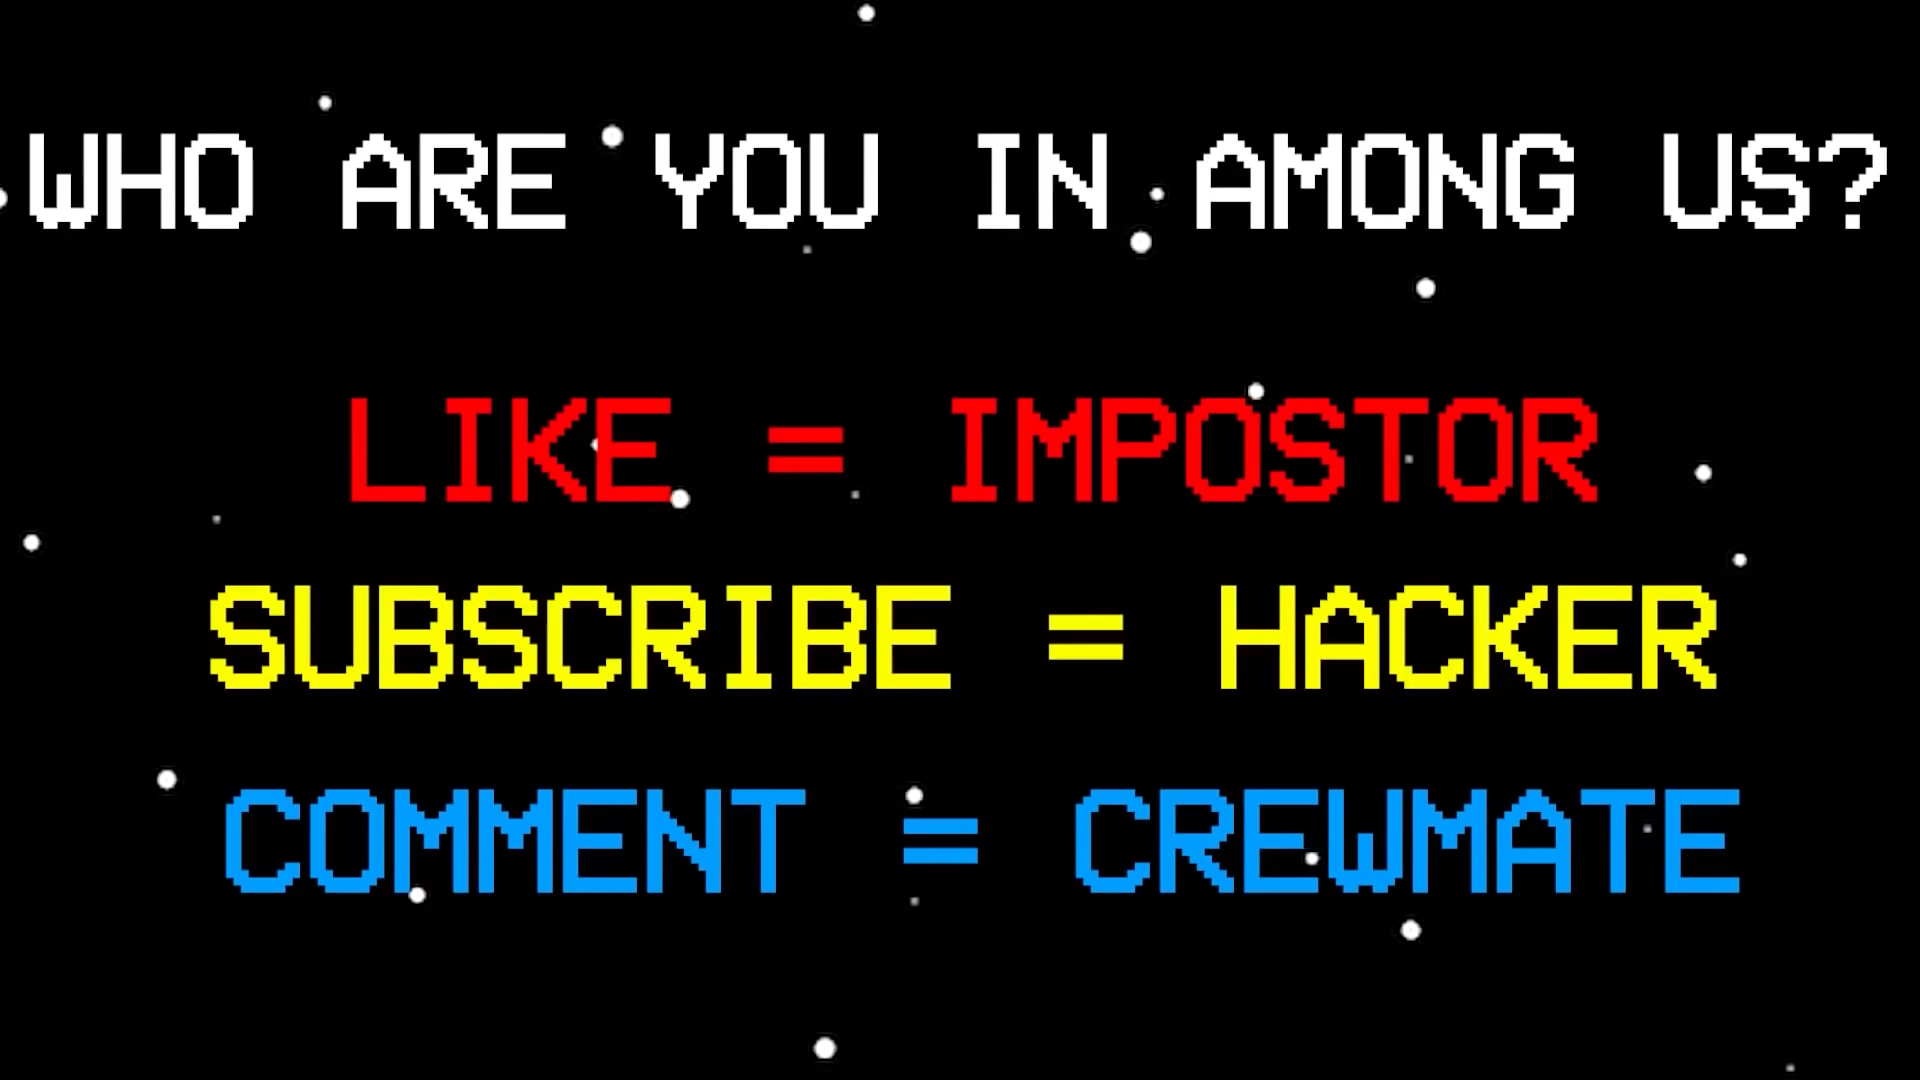 WHO ARE YOU IN AMONG US?
LIKE = IMPOSTOR
SUBSCRIBE = HACKER
COMMENT = CREWMATE